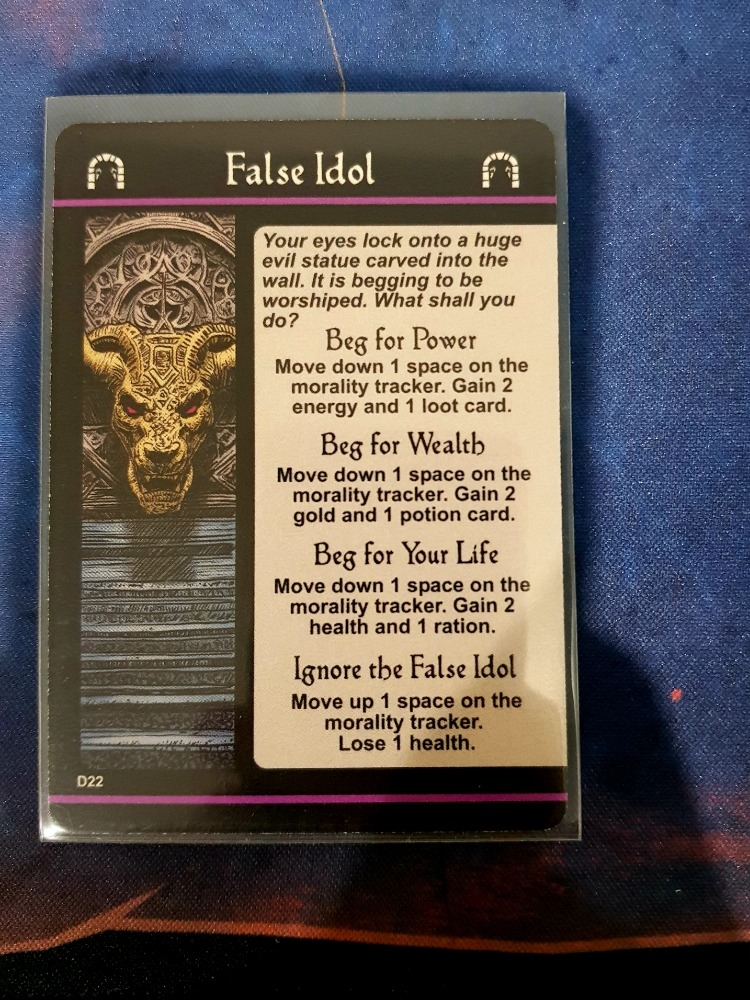 False Idol
Your eyes lock onto a huge
evil statue carved into the
wall. It is begging to be
worshiped. What shall you
do?
Beg for Power
Move down 1 space on the
morality tracker. Gain 2
energy and 1 loot card.
Beg for Wealth
Move down 1 space on the
morality tracker. Gain 2
gold and 1 potion card.
Beg for Your Life
Move down 1 space on the
morality tracker. Gain 2
health and 1 ration.
Ignore the False Idol
Move up 1 space on the
morality tracker.
Lose 1 health.
D22